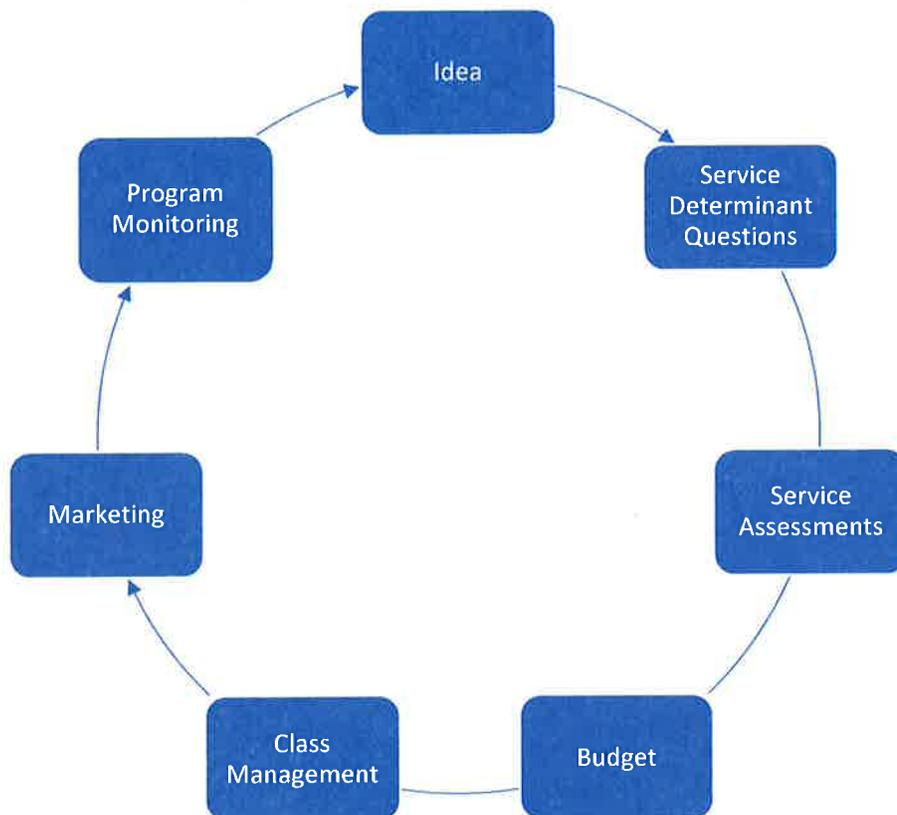 Idea
Service
Determinant
Questions
Service
Assessments
Budget
Class
Management
Marketing
Program
Monitoring